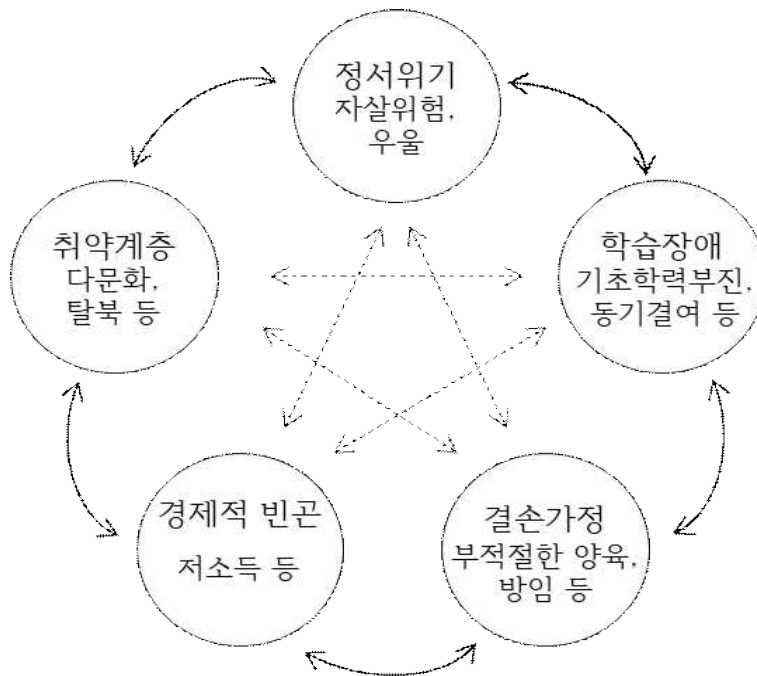 정서위기
자살위험,
우울
취약계층
다문화,
탈북 등
학습장애
기초학력부진,
동기결여 등
경제적 빈곤
저소득 등
결손가정
부적절한 양육,
방임 등